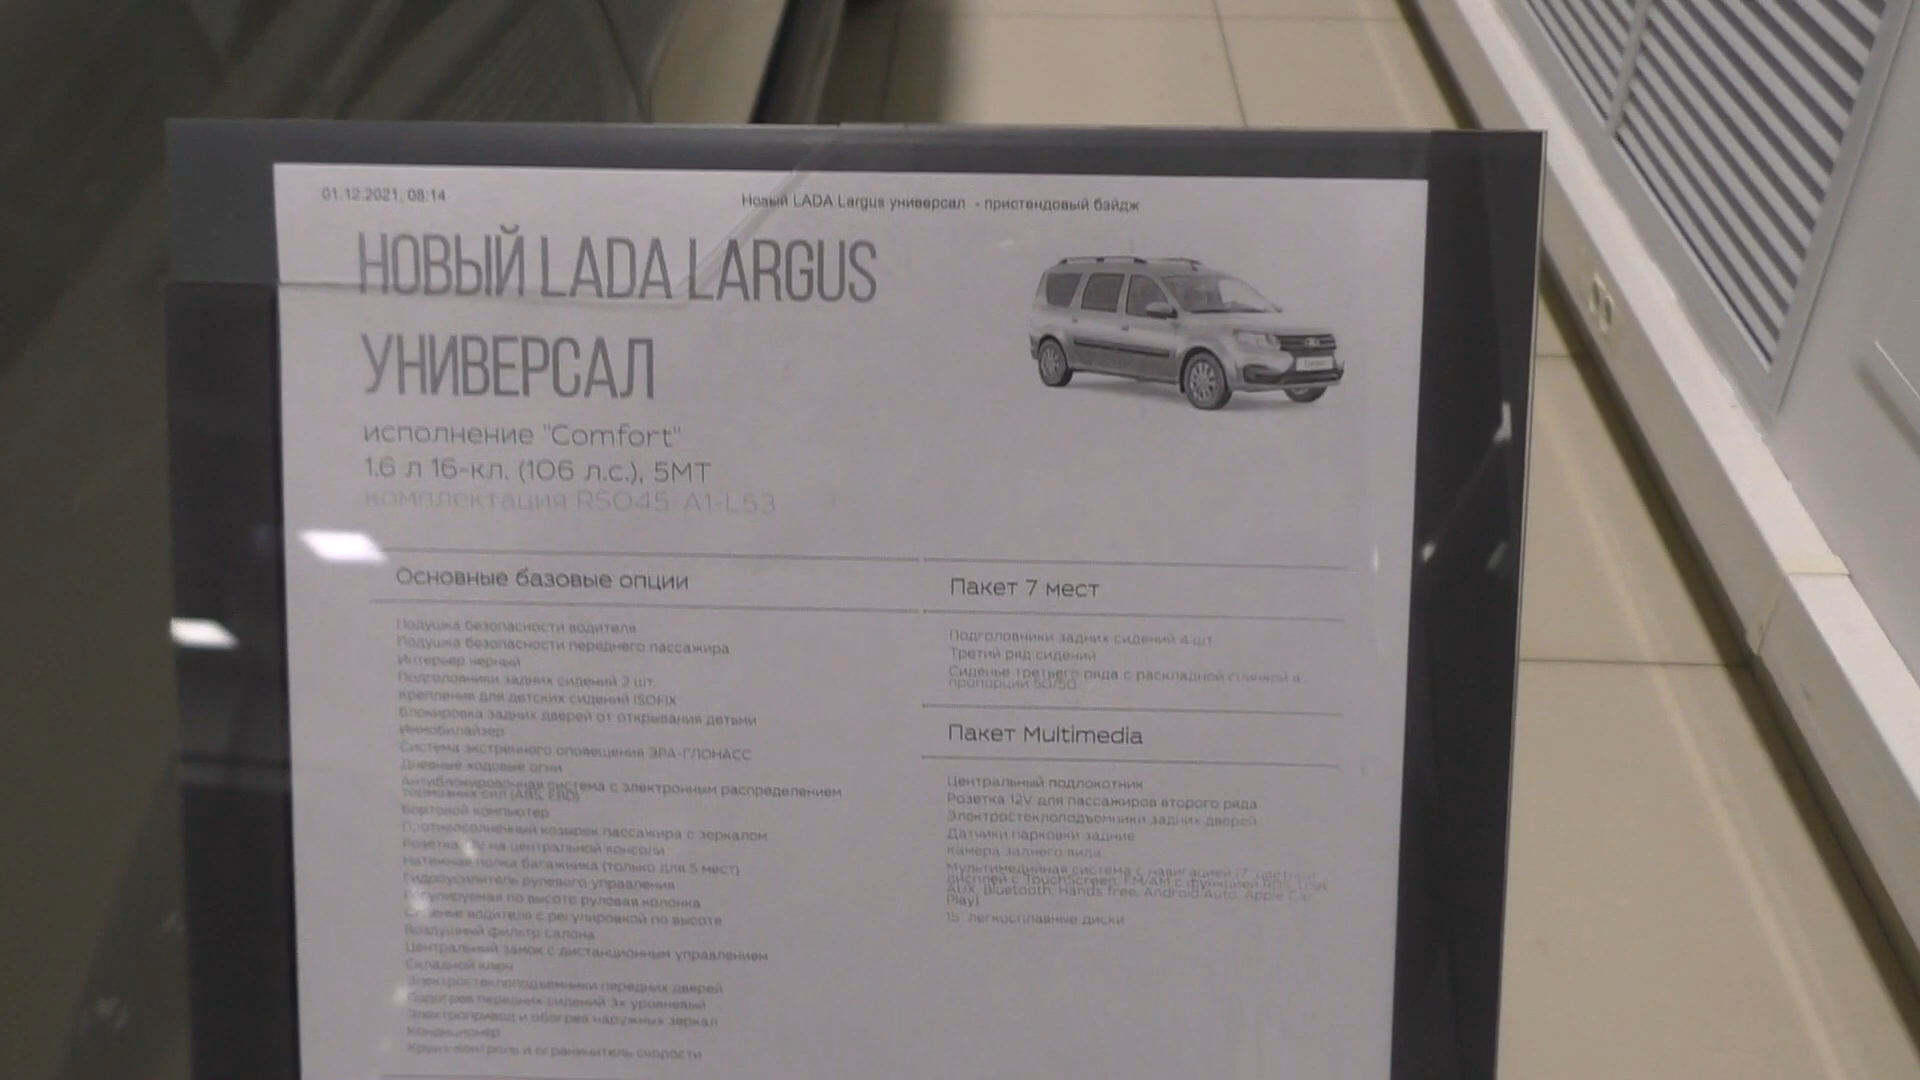 01.12.2021, 08:14
Новый LADA Largus универсал - пристендовый бэйдж
НОВЫЙ LADA LARGUS
УНИВЕРСАЛ
исполнение "Comfort"
1.6 л 16-кл. (106 л.с.), 5МТ
комплектация RS045-A1-L53
Основные базовые опции
Подушка безопасности водителя
Подушка безопасности переднего пассажира
Интерьер черный
Подголовники задних сидений 2 шт.
Крепления для детских сидений ISOFIX
Блокировка задних дверей от открывания детьми
Иммобилайзер
Система экстренного оповещения ЭРА-ГЛОНАСС
Дневные ходовые огни
Антиблокировочная система с электронным распределением
тормозных сил (ABS, EBD)
Бортовой компьютер
Противосолнечный козырек пассажира с зеркалом
Розетка 12V на центральной консоли
Натяжная полка багажника (только для 5 мест)
Гидроусилитель рулевого управления
Регулируемая по высоте рулевая колонка
Сиденье водителя с регулировкой по высоте
Воздушный фильтр салона
Центральный замок с дистанционным управлением
Складной ключ
Электростеклоподъемники передних дверей
Подогрев передних сидений 3х уровневый
Электропривод и обогрев наружных зеркал
Кондиционер
Круиз-контроль и ограничитель скорости
Пакет 7 мест
Подголовники задних сидений 4 шт.
Третий ряд сидений
Сиденье третьего ряда с раскладной спинкой в
пропорции 50/50
Пакет Multimedia
Центральный подлокотник
Розетка 12V для пассажиров второго ряда
Электростеклоподъемники задних дверей
Датчики парковки задние
Камера заднего вида
Мультимедийная система с навигацией (7" цветной
дисплей с TouchScreen, FM/AM с функцией RDS, USB,
AUX, Bluetooth, Hands free, Android Auto, Apple Car
Play)
15" легкосплавные диски